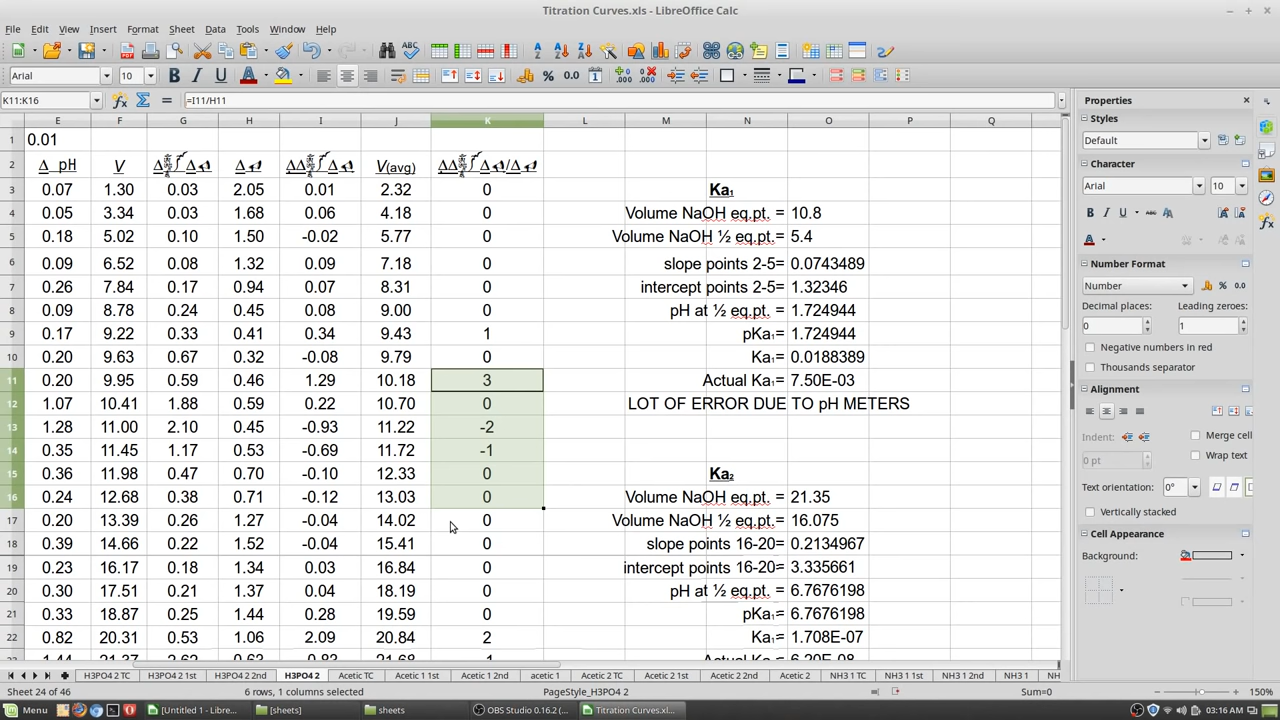 Titration Curves.xls - LibreOffice Calc
File Edit View Insert Format Sheet Data Tools Window Help
Arial 10
K11:K16 =I11/H11
E F G H I J K L M N O P Q
1 0.01
2 Δ pH V V(avg)
3 0.07 1.30 0.03 2.05 0.01 2.32 0 Ka₁
4 0.05 3.34 0.03 1.68 0.06 4.18 0 Volume NaOH eq.pt. = 10.8
5 0.18 5.02 0.10 1.50 -0.02 5.77 0 Volume NaOH ½ eq.pt.= 5.4
6 0.09 6.52 0.08 1.32 0.09 7.18 0 slope points 2-5= 0.0743489
7 0.26 7.84 0.17 0.94 0.07 8.31 0 intercept points 2-5= 1.32346
8 0.09 8.78 0.24 0.45 0.08 9.00 0 pH at ½ eq.pt.= 1.724944
9 0.17 9.22 0.33 0.41 0.34 9.43 1 pKa₁= 1.724944
10 0.20 9.63 0.67 0.32 -0.08 9.79 0 Ka₁= 0.0188389
11 0.20 9.95 0.59 0.46 1.29 10.18 3 Actual Ka₁= 7.50E-03
12 1.07 10.41 1.88 0.59 0.22 10.70 0 LOT OF ERROR DUE TO pH METERS
13 1.28 11.00 2.10 0.45 -0.93 11.22 -2
14 0.35 11.45 1.17 0.53 -0.69 11.72 -1
15 0.36 11.98 0.47 0.70 -0.10 12.33 0 Ka₂
16 0.24 12.68 0.38 0.71 -0.12 13.03 0 Volume NaOH eq.pt. = 21.35
17 0.20 13.39 0.26 1.27 -0.04 14.02 0 Volume NaOH ½ eq.pt.= 16.075
18 0.39 14.66 0.22 1.52 -0.04 15.41 0 slope points 16-20= 0.2134967
19 0.23 16.17 0.18 1.34 0.03 16.84 0 intercept points 16-20= 3.335661
20 0.30 17.51 0.21 1.37 0.04 18.19 0 pH at ½ eq.pt.= 6.7676198
21 0.33 18.87 0.25 1.44 0.28 19.59 0 pKa₁= 6.7676198
22 0.82 20.31 0.53 1.06 2.09 20.84 2 Ka₁= 1.708E-07
Properties
Styles
Default
Character
Arial 10
Number Format
Number
Decimal places: Leading zeroes:
0 1
Negative numbers in red
Thousands separator
Alignment
Indent: Merge cell
0 pt Wrap text
Text orientation: 0°
Vertically stacked
Cell Appearance
Background:
H3PO4 2 TC H3PO4 2 1st H3PO4 2 2nd H3PO4 2 Acetic TC Acetic 1 1st Acetic 1 2nd acetic 1 Acetic 2 TC Acetic 2 1st Acetic 2 2nd Acetic 2 NH3 1 TC NH3 1 1st NH3 1 2nd
Sheet 24 of 46 6 rows, 1 columns selected PageStyle_H3PO4 2 Sum=0 150%
Menu [Untitled 1 - Libre... [sheets] sheets OBS Studio 0.16.2 (... Titration Curves.xls - ... 03:16 AM